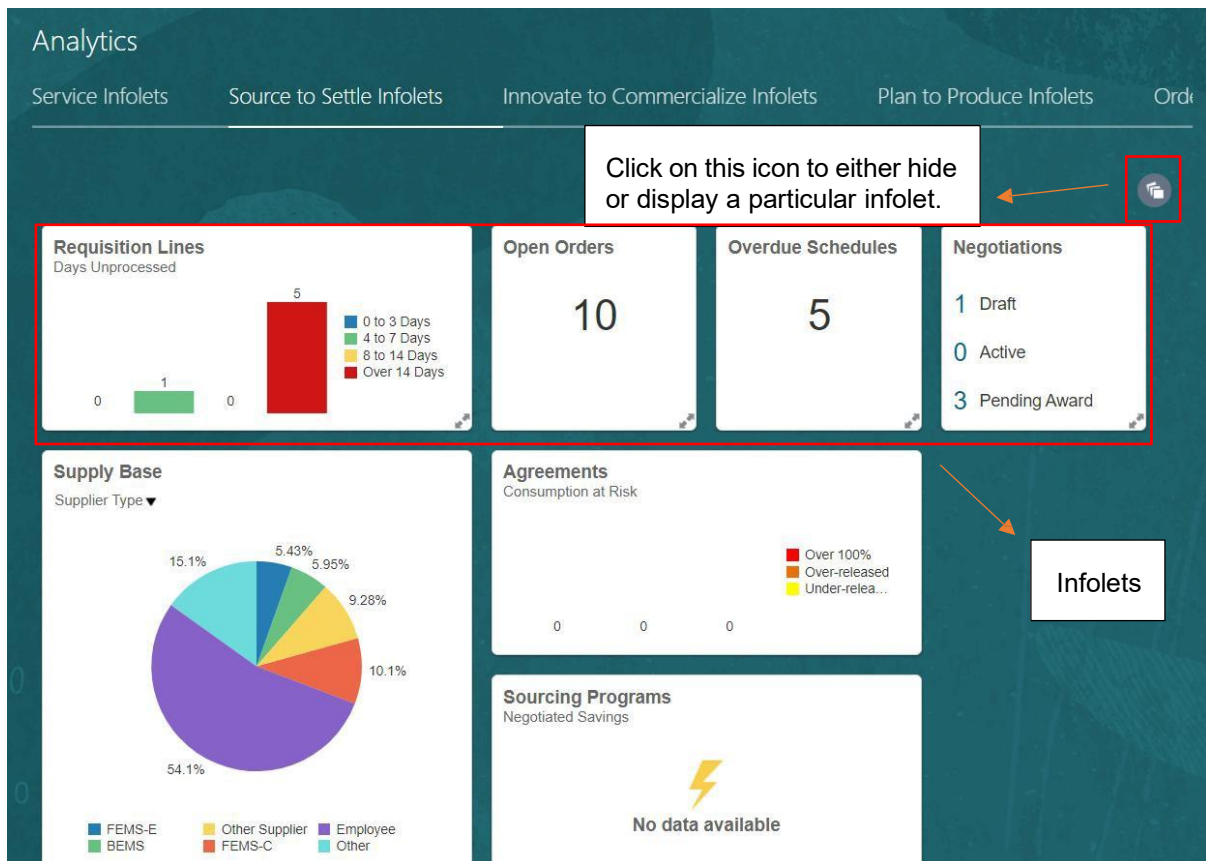 Analytics
Service Infolets
Source to Settle Infolets
Innovate to Commercialize Infolets
Plan to Produce Infolets
Orde
Click on this icon to either hide
or display a particular infolet.
Requisition Lines
Days Unprocessed
0
1
0
5
0 to 3 Days
4 to 7 Days
8 to 14 Days
Over 14 Days
Open Orders
10
Overdue Schedules
5
Negotiations
1 Draft
0 Active
3 Pending Award
Supply Base
Supplier Type
15.1%
5.43%
5.95%
9.28%
10.1%
54.1%
FEMS-E
Other Supplier
Employee
BEMS
FEMS-C
Other
Agreements
Consumption at Risk
Over 100%
Over-released
Under-relea...
0
0
0
Infolets
Sourcing Programs
Negotiated Savings
No data available